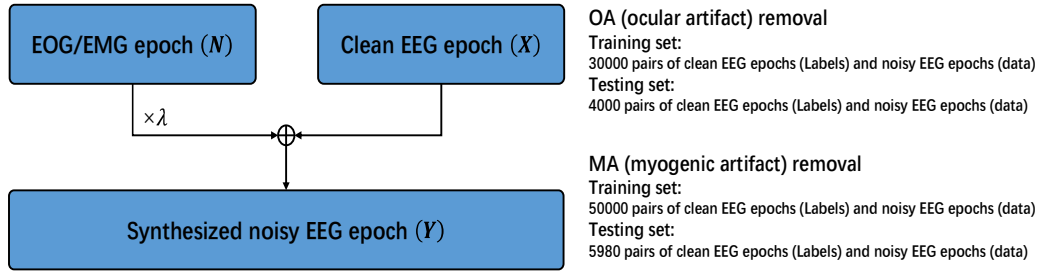 EOG/EMG epoch (N)
Clean EEG epoch (X)
×λ
Synthesized noisy EEG epoch (Y)
OA (ocular artifact) removal
Training set:
30000 pairs of clean EEG epochs (Labels) and noisy EEG epochs (data)
Testing set:
4000 pairs of clean EEG epochs (Labels) and noisy EEG epochs (data)
MA (myogenic artifact) removal
Training set:
50000 pairs of clean EEG epochs (Labels) and noisy EEG epochs (data)
Testing set:
5980 pairs of clean EEG epochs (Labels) and noisy EEG epochs (data)